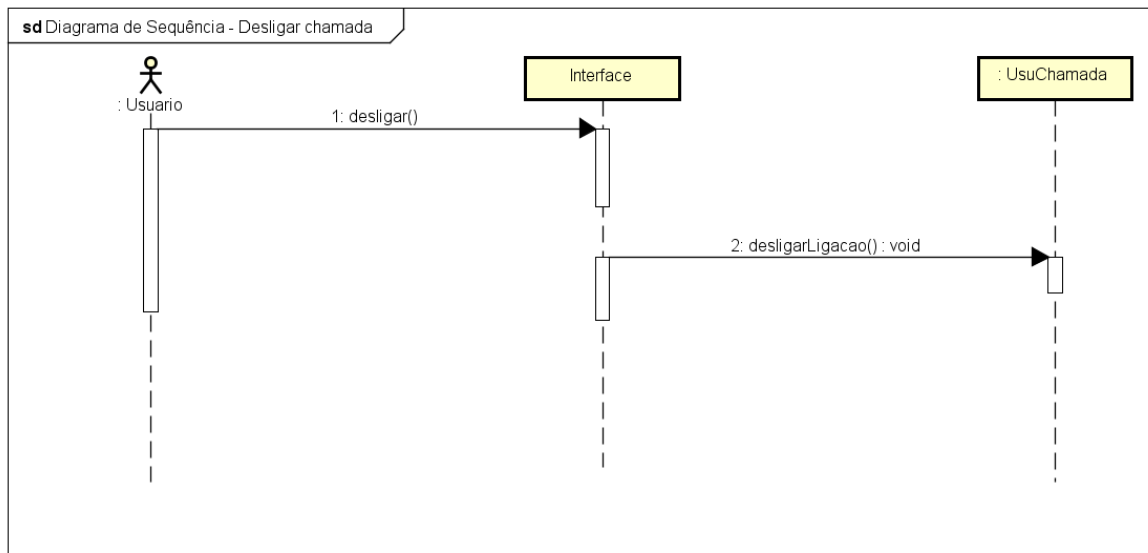 sd Diagrama de Sequência - Desligar chamada
: Usuario
Interface
: UsuChamada
1: desligar()
2: desligarLigacao() : void